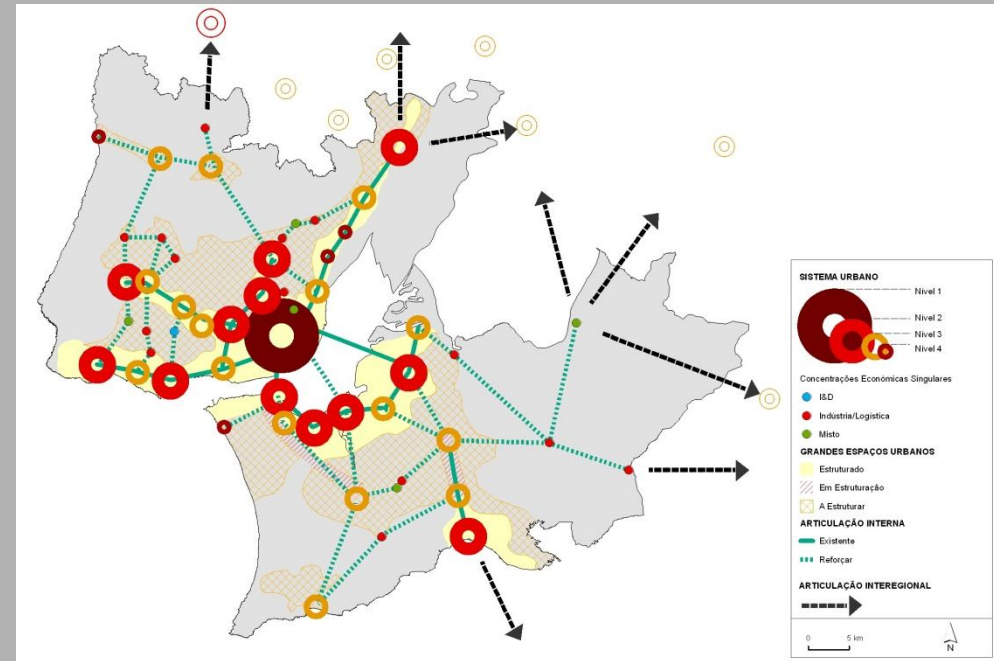 SISTEMA URBANO
Nível 1
Nível 2
Nível 3
Nível 4
Concentrações Económicas Singulares
I&D
Indústria/Logística
Misto
GRANDES ESPAÇOS URBANOS
Estruturado
Em Estruturação
A Estruturar
ARTICULAÇÃO INTERNA
Existente
Reforçar
ARTICULAÇÃO INTEREGIONAL
0 5 km
N